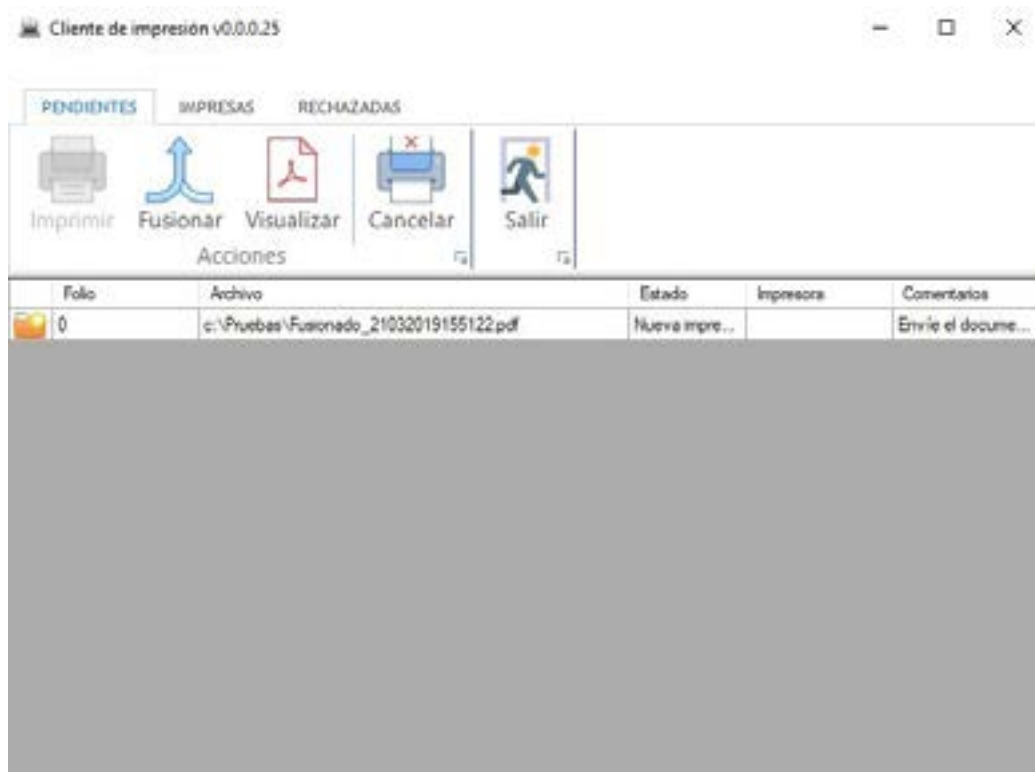 Cliente de impresión v0.0.0.25
PENDIENTES IMPRESAS RECHAZADAS
Imprimir Fusionar Visualizar Cancelar Salir
Acciones
Folio Archivo Estado Impresora Comentarios
0 c:\Pruebas\Fusionado_21032019155122.pdf Nueva impre... Envíe el docume...